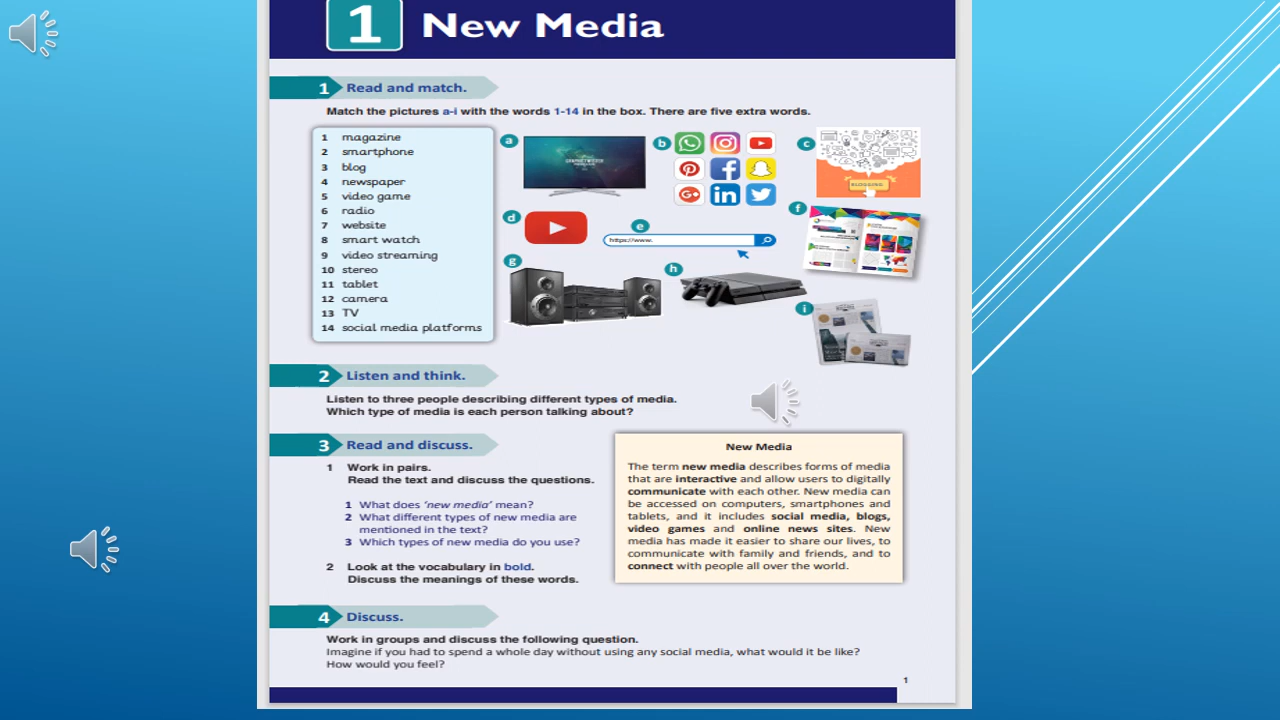 1 New Media
1 Read and match.
Match the pictures a-i with the words 1-14 in the box. There are five extra words.
1 magazine
2 smartphone
3 blog
4 newspaper
5 video game
6 radio
7 website
8 smart watch
9 video streaming
10 stereo
11 tablet
12 camera
13 TV
14 social media platforms
a
b
c
BLOGGING
d
e
https://www.
f
g
h
i
2 Listen and think.
Listen to three people describing different types of media.
Which type of media is each person talking about?
3 Read and discuss.
1 Work in pairs.
Read the text and discuss the questions.
1 What does ‘new media’ mean?
2 What different types of new media are
mentioned in the text?
3 Which types of new media do you use?
2 Look at the vocabulary in bold.
Discuss the meanings of these words.
New Media
The term new media describes forms of media
that are interactive and allow users to digitally
communicate with each other. New media can
be accessed on computers, smartphones and
tablets, and it includes social media, blogs,
video games and online news sites. New
media has made it easier to share our lives, to
communicate with family and friends, and to
connect with people all over the world.
4 Discuss.
Work in groups and discuss the following question.
Imagine if you had to spend a whole day without using any social media, what would it be like?
How would you feel?
1